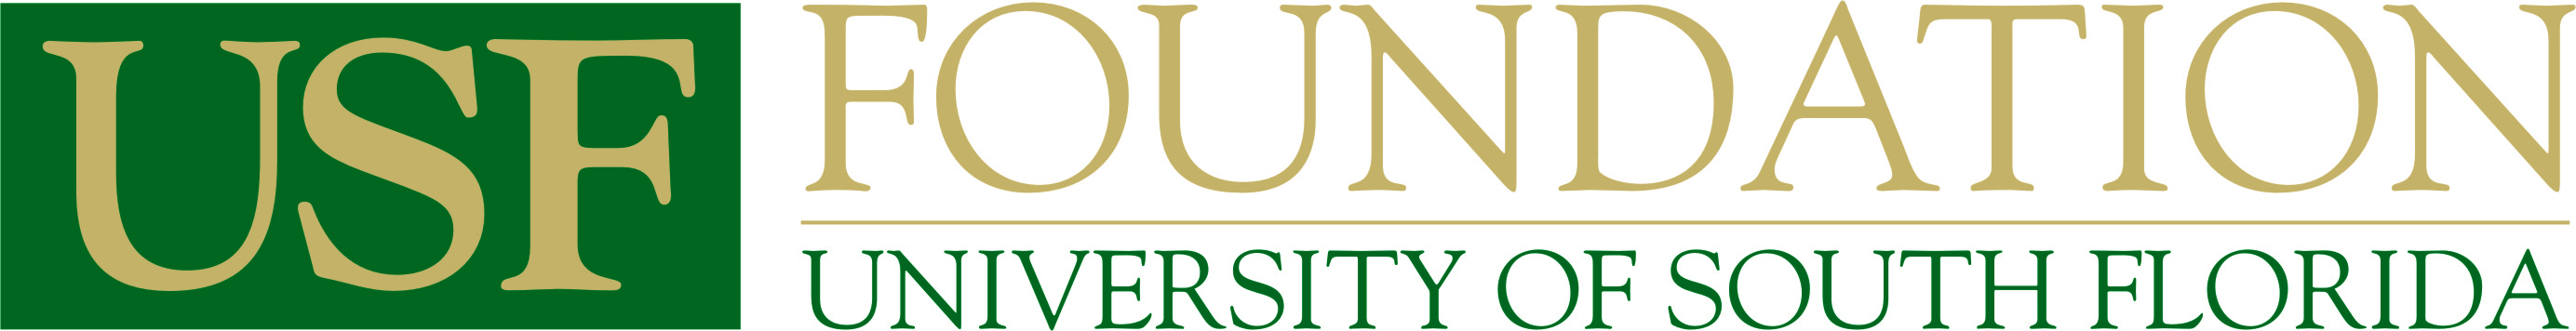 USF
FOUNDATION
UNIVERSITY OF SOUTH FLORIDA